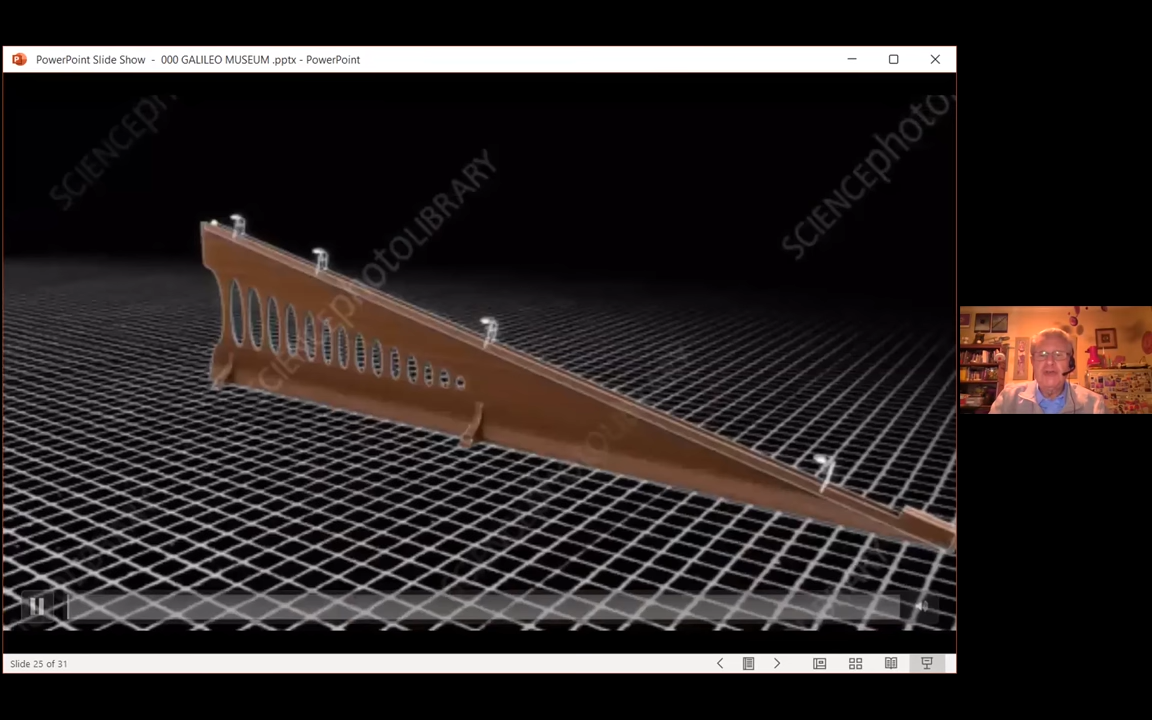 PowerPoint Slide Show - 000 GALILEO MUSEUM .pptx - PowerPoint
SCIENCEphoto
SCIENCEphotoLIBRARY
SCIENCEphoto
Slide 25 of 31